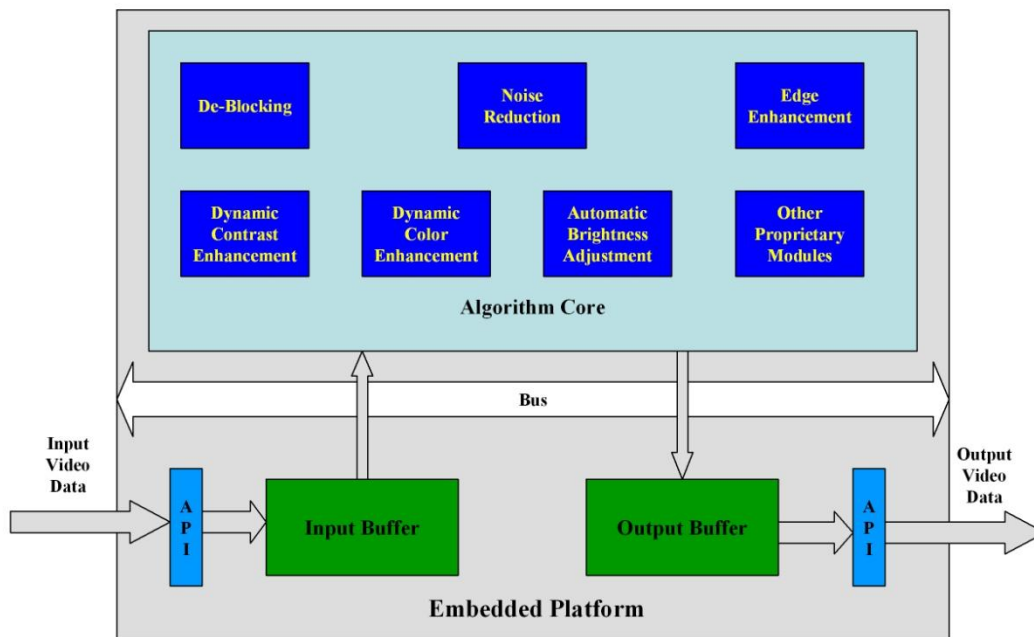 De-Blocking
Noise
Reduction
Edge
Enhancement
Dynamic
Contrast
Enhancement
Dynamic
Color
Enhancement
Automatic
Brightness
Adjustment
Other
Proprietary
Modules
Algorithm Core
Bus
Input
Video
Data
A
P
I
Input Buffer
Output Buffer
A
P
I
Output
Video
Data
Embedded Platform